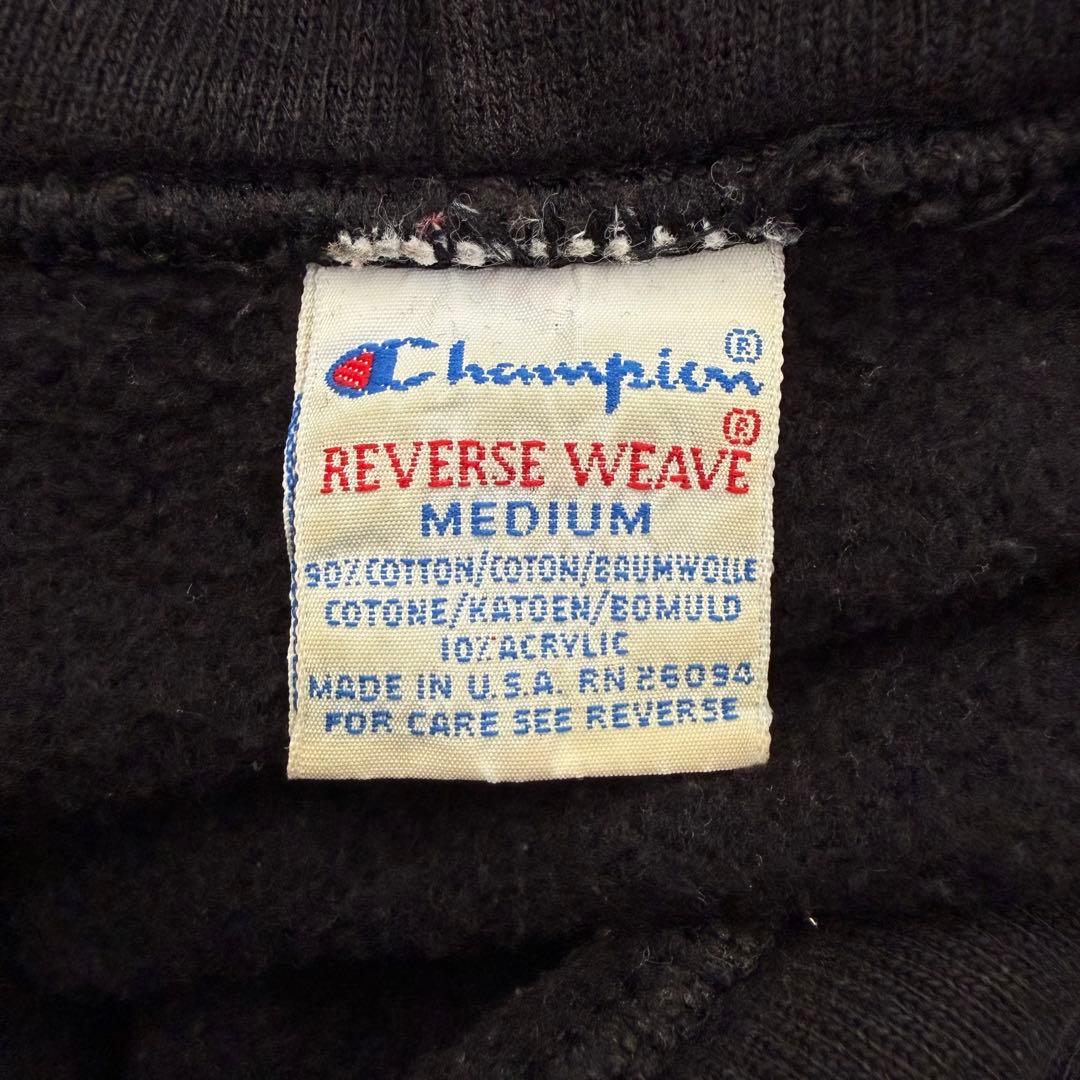 Champion®
REVERSE WEAVE®
MEDIUM
90% COTTON/COTON/BAUMWOLLE
COTONE/KATOEN/BOMULD
10% ACRYLIC
MADE IN U.S.A. RN 26094
FOR CARE SEE REVERSE